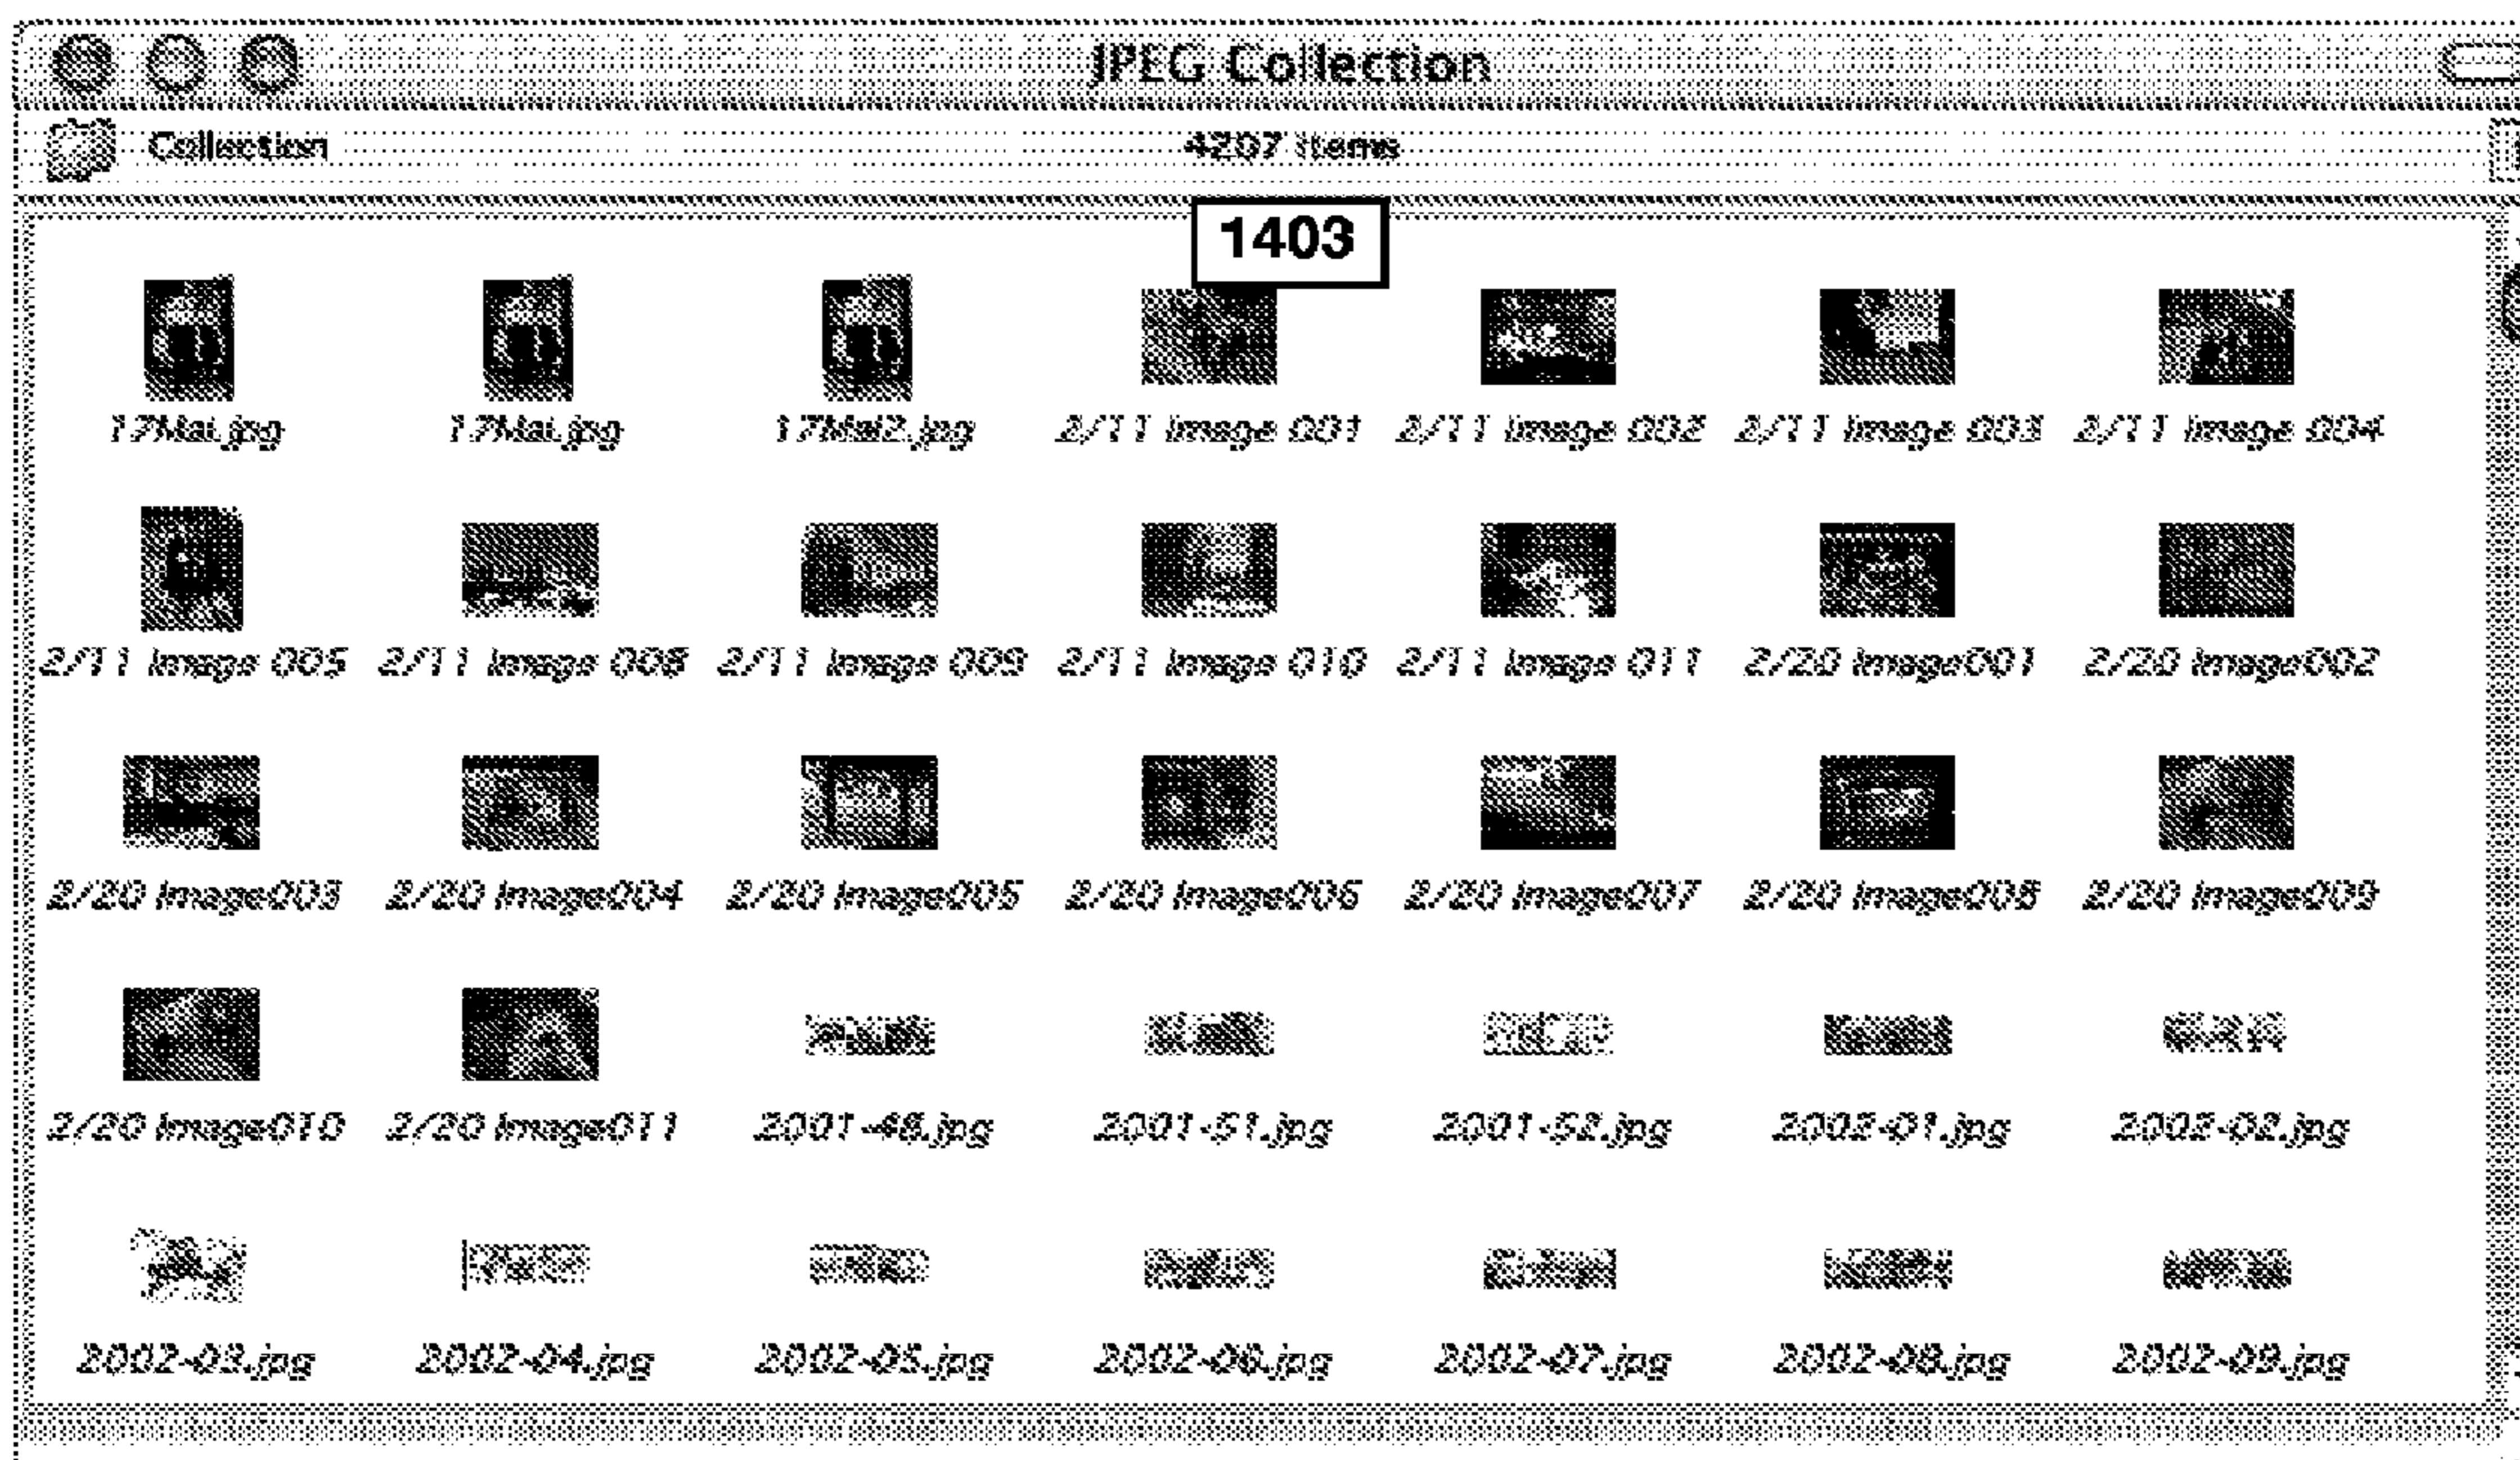 JPEG Collection
Collection 4207 items
1403
17Mai.jpg 17Mai.jpg 17Mai2.jpg 2/11 Image 001 2/11 Image 002 2/11 Image 003 2/11 Image 004
2/11 Image 005 2/11 Image 008 2/11 Image 009 2/11 Image 010 2/11 Image 011 2/20 Image001 2/20 Image002
2/20 Image003 2/20 Image004 2/20 Image005 2/20 Image006 2/20 Image007 2/20 Image008 2/20 Image009
2/20 Image010 2/20 Image011 2001-51.jpg 2001-52.jpg 2002-01.jpg 2002-02.jpg
2002-03.jpg 2002-04.jpg 2002-05.jpg 2002-06.jpg 2002-07.jpg 2002-08.jpg 2002-09.jpg